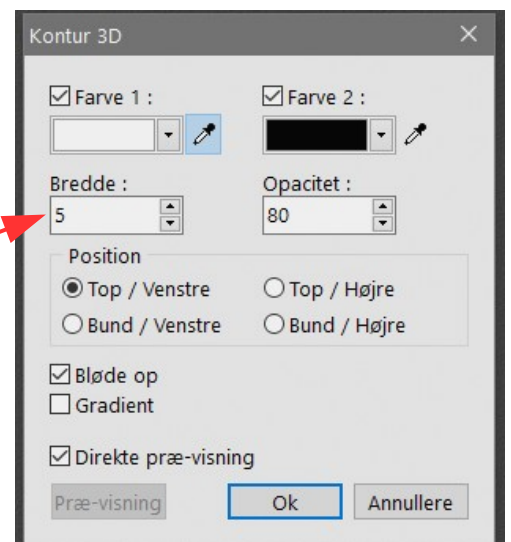 Kontur 3D
Farve 1 : Farve 2 :
Bredde : Opacitet :
5 80
Position
Top / Venstre Top / Højre
Bund / Venstre Bund / Højre
Bløde op
Gradient
Direkte præ-visning
Præ-visning Ok Annullere